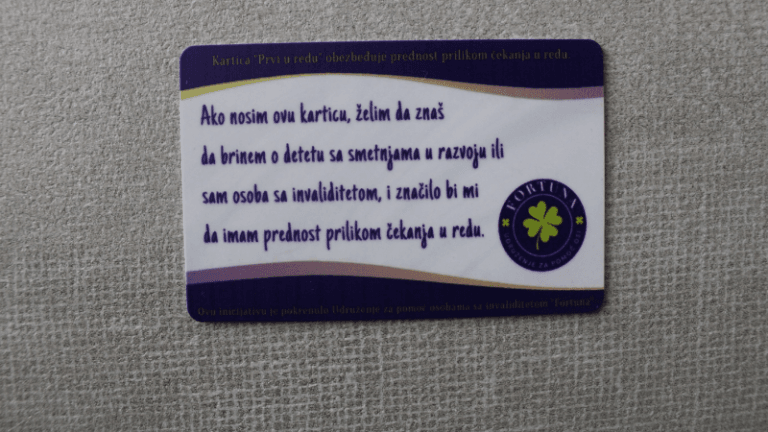 Kartica "Prvi u redu" obezbeđuje prednost prilikom čekanja u redu
Ako nosim ovu karticu, želim da znaš
da brinem o detetu sa smetnjama u razvoju ili
sam osoba sa invaliditetom, i značilo bi mi
da imam prednost prilikom čekanja u redu.
FORTUNA
Ovu inicijativu je pokrenulo Udruženje za pomoć osobama sa invaliditetom "Fortuna"